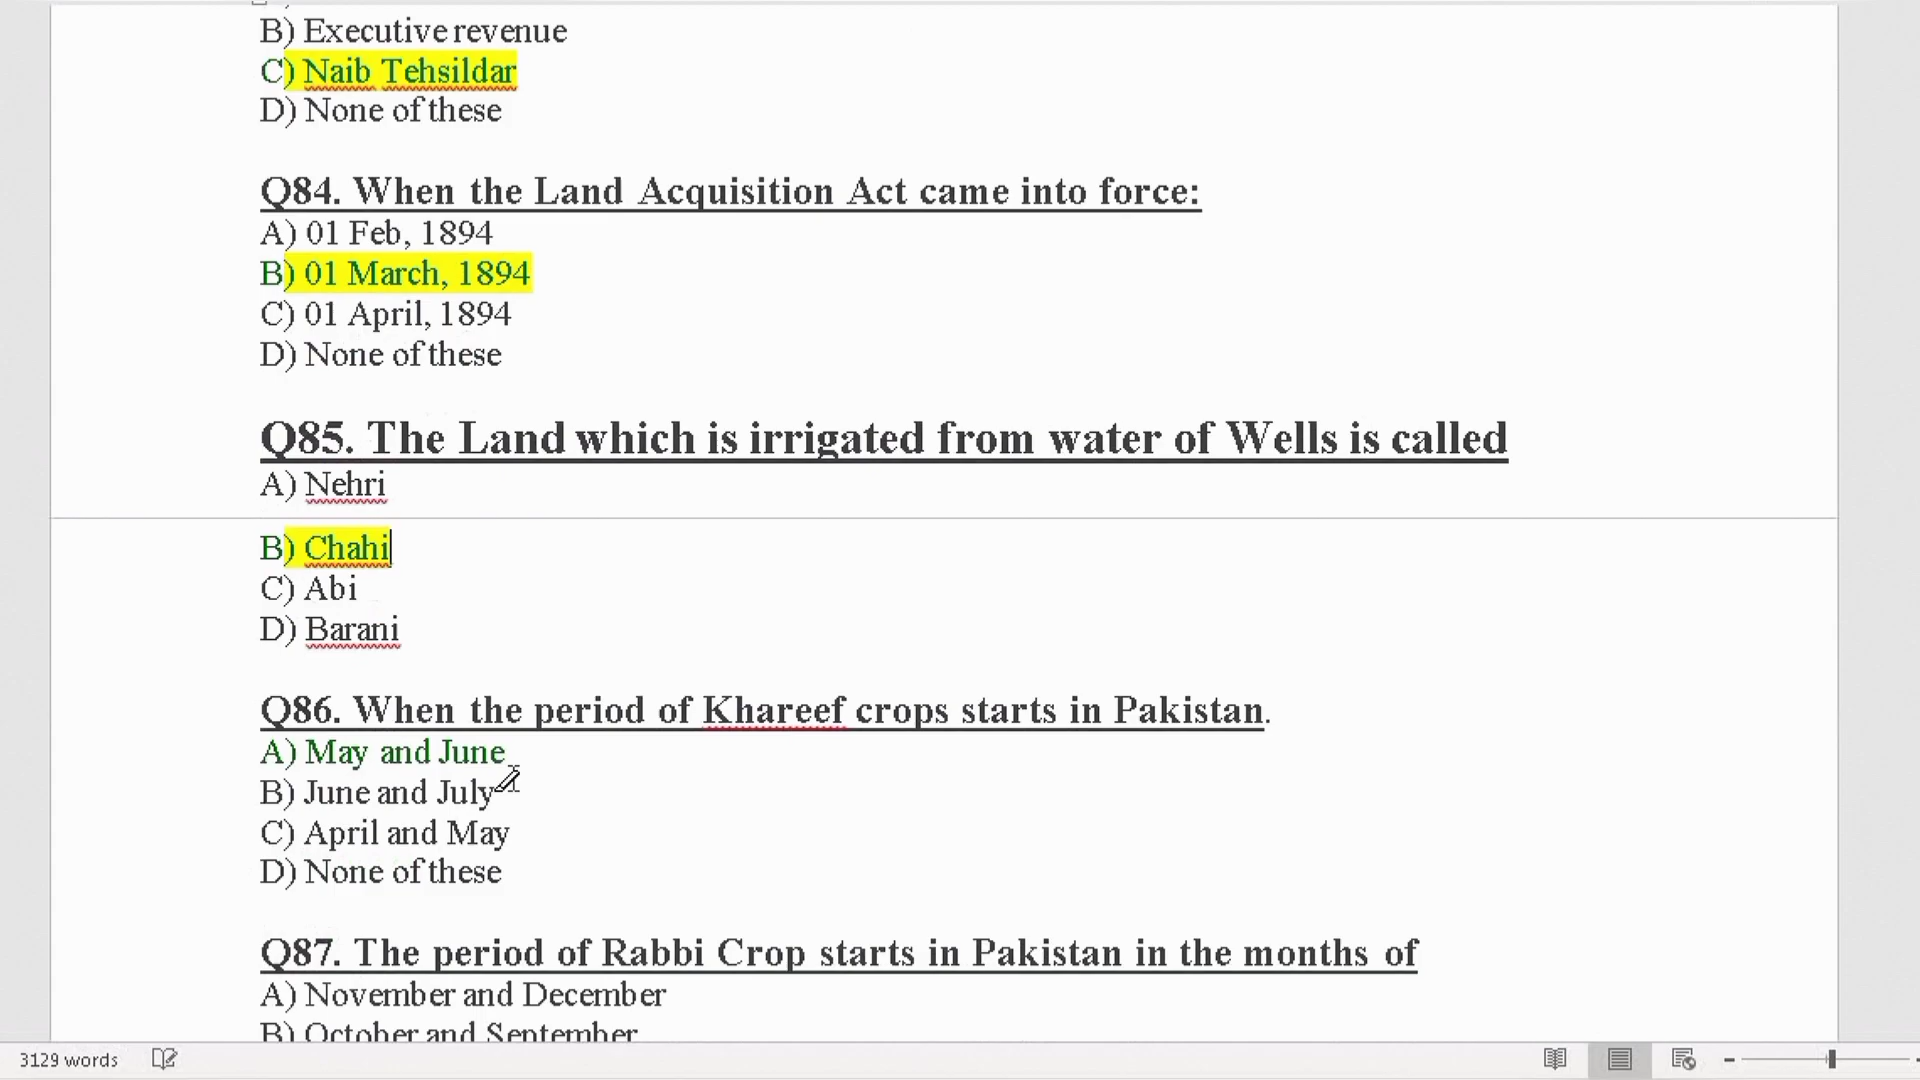 B) Executive revenue
C) Naib Tehsildar
D) None of these
Q84. When the Land Acquisition Act came into force:
A) 01 Feb, 1894
B) 01 March, 1894
C) 01 April, 1894
D) None of these
Q85. The Land which is irrigated from water of Wells is called
A) Nehri
B) Chahi
C) Abi
D) Barani
Q86. When the period of Khareef crops starts in Pakistan.
A) May and June
B) June and July
C) April and May
D) None of these
Q87. The period of Rabbi Crop starts in Pakistan in the months of
A) November and December
B) October and September
3129 words